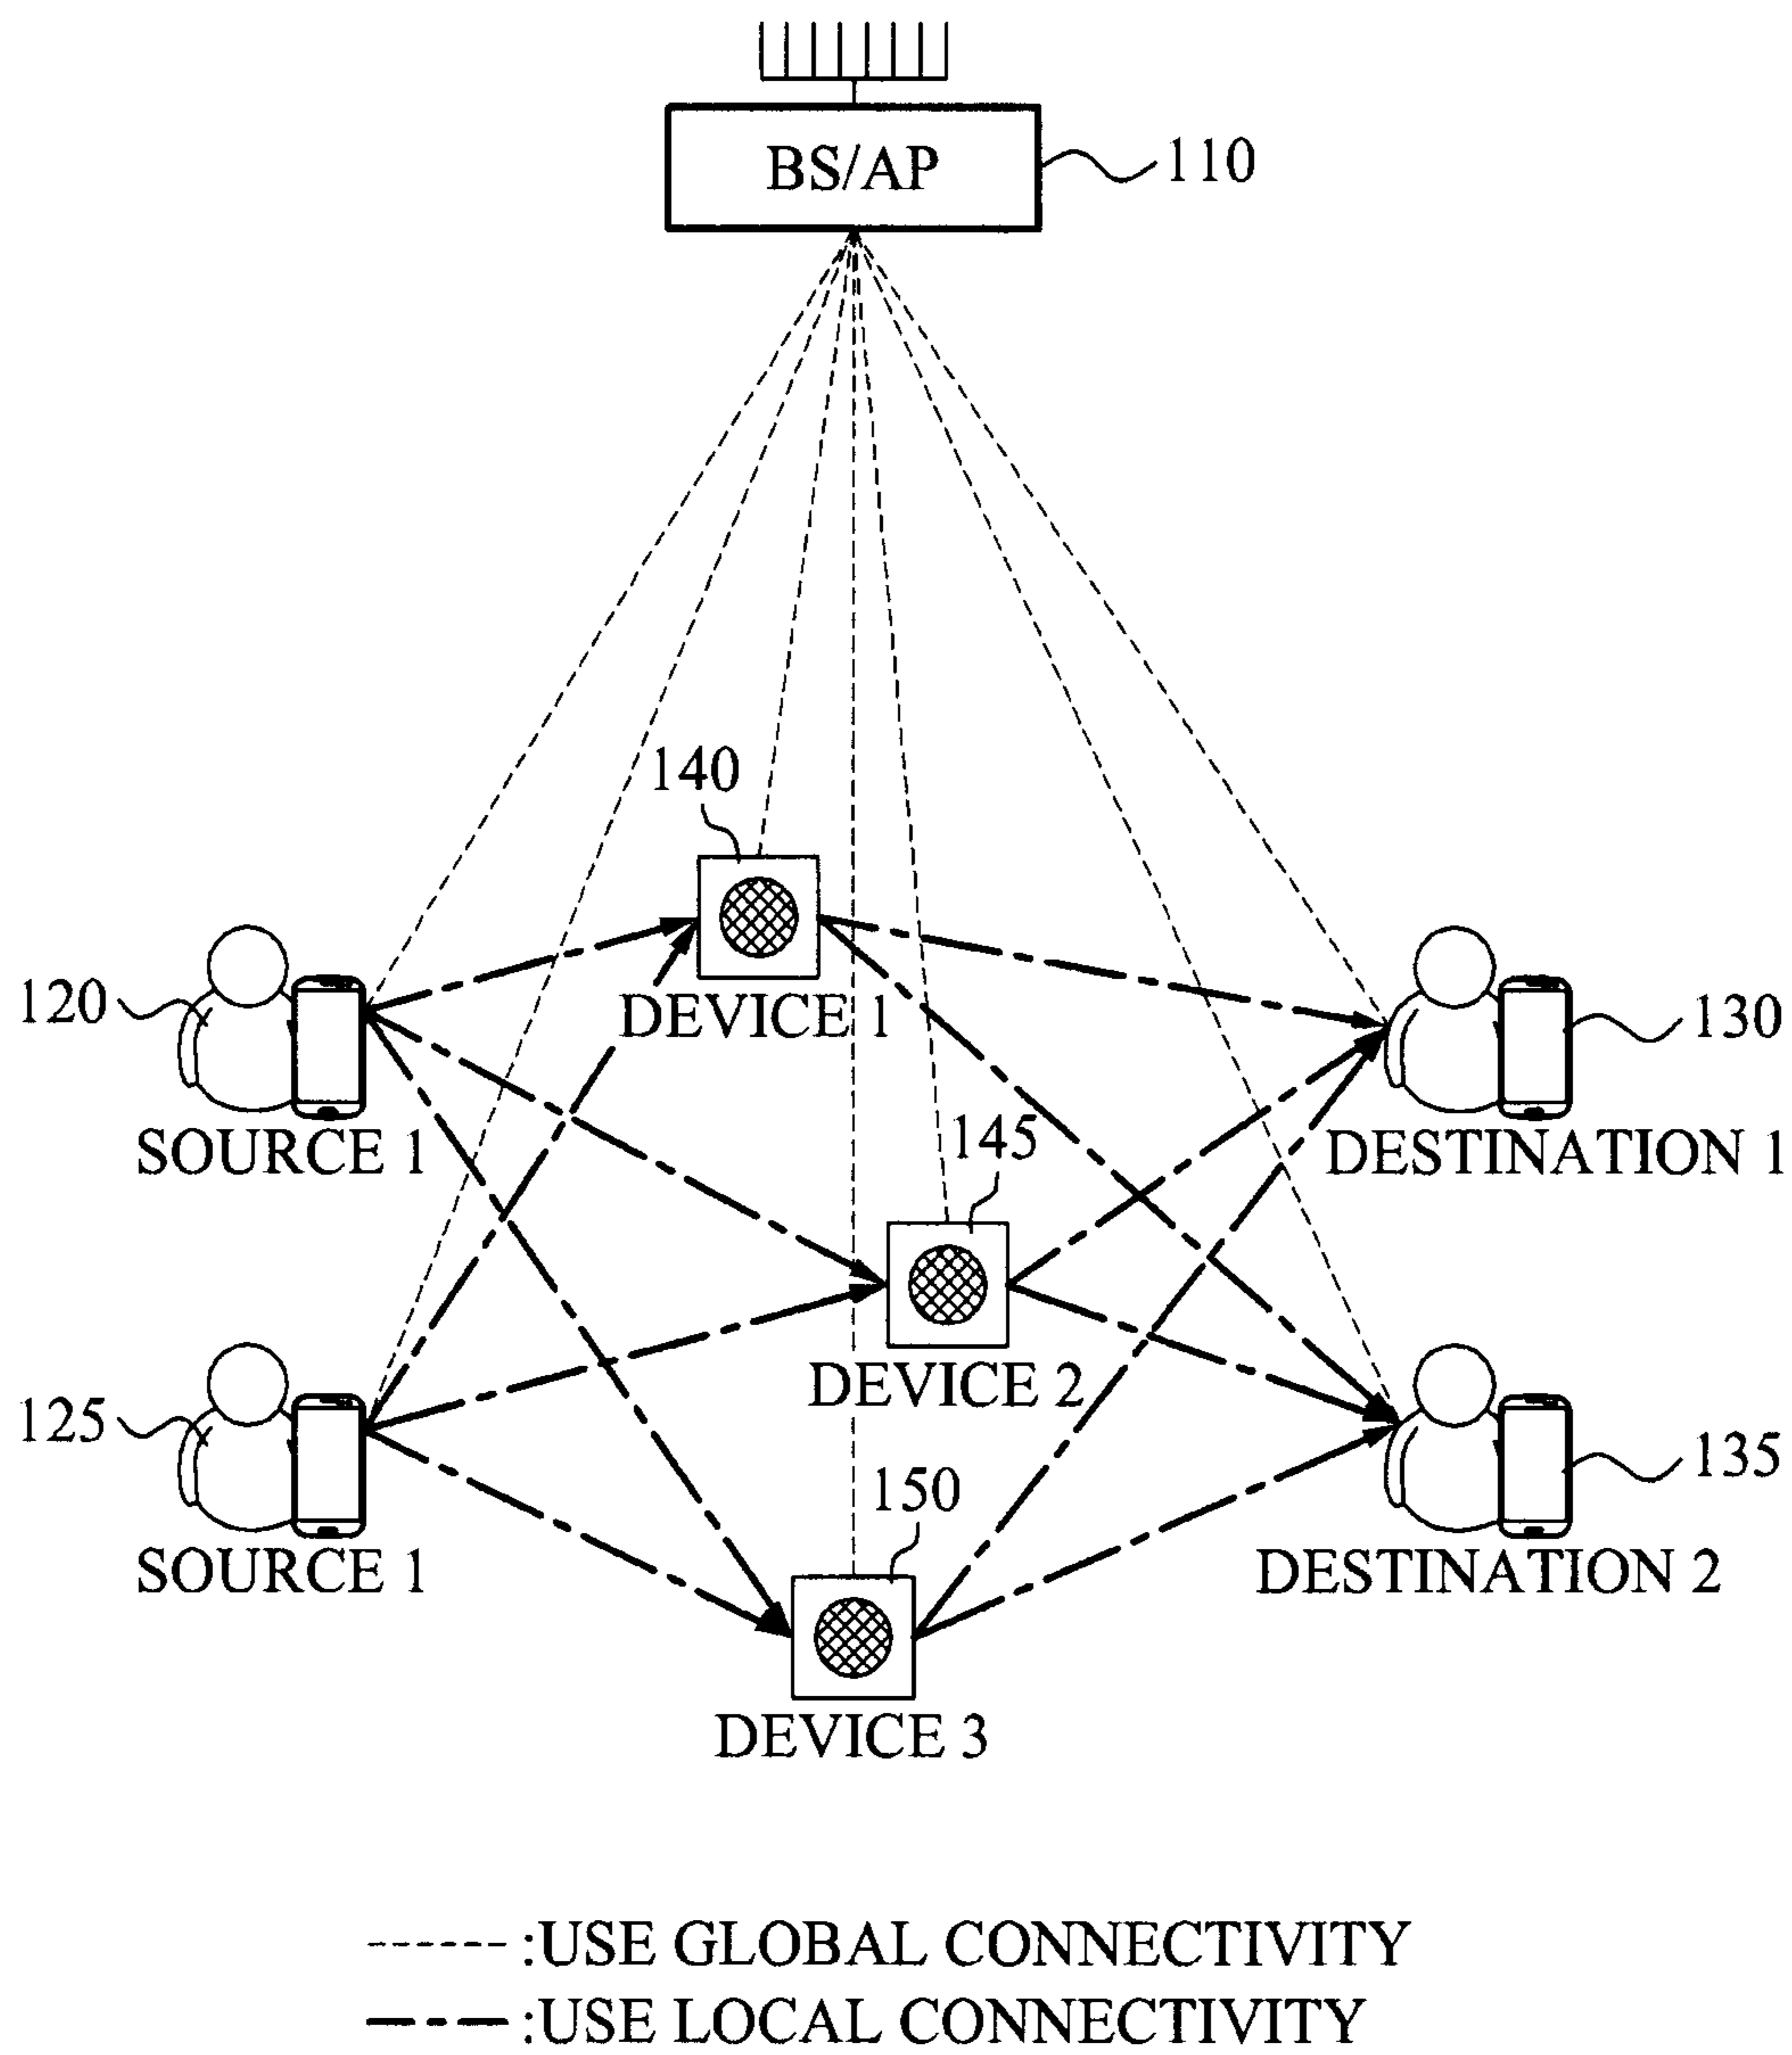 BS/AP
110
140
120
DEVICE 1
130
SOURCE 1
145
DESTINATION 1
125
DEVICE 2
135
150
SOURCE 1
DESTINATION 2
DEVICE 3
:USE GLOBAL CONNECTIVITY
:USE LOCAL CONNECTIVITY